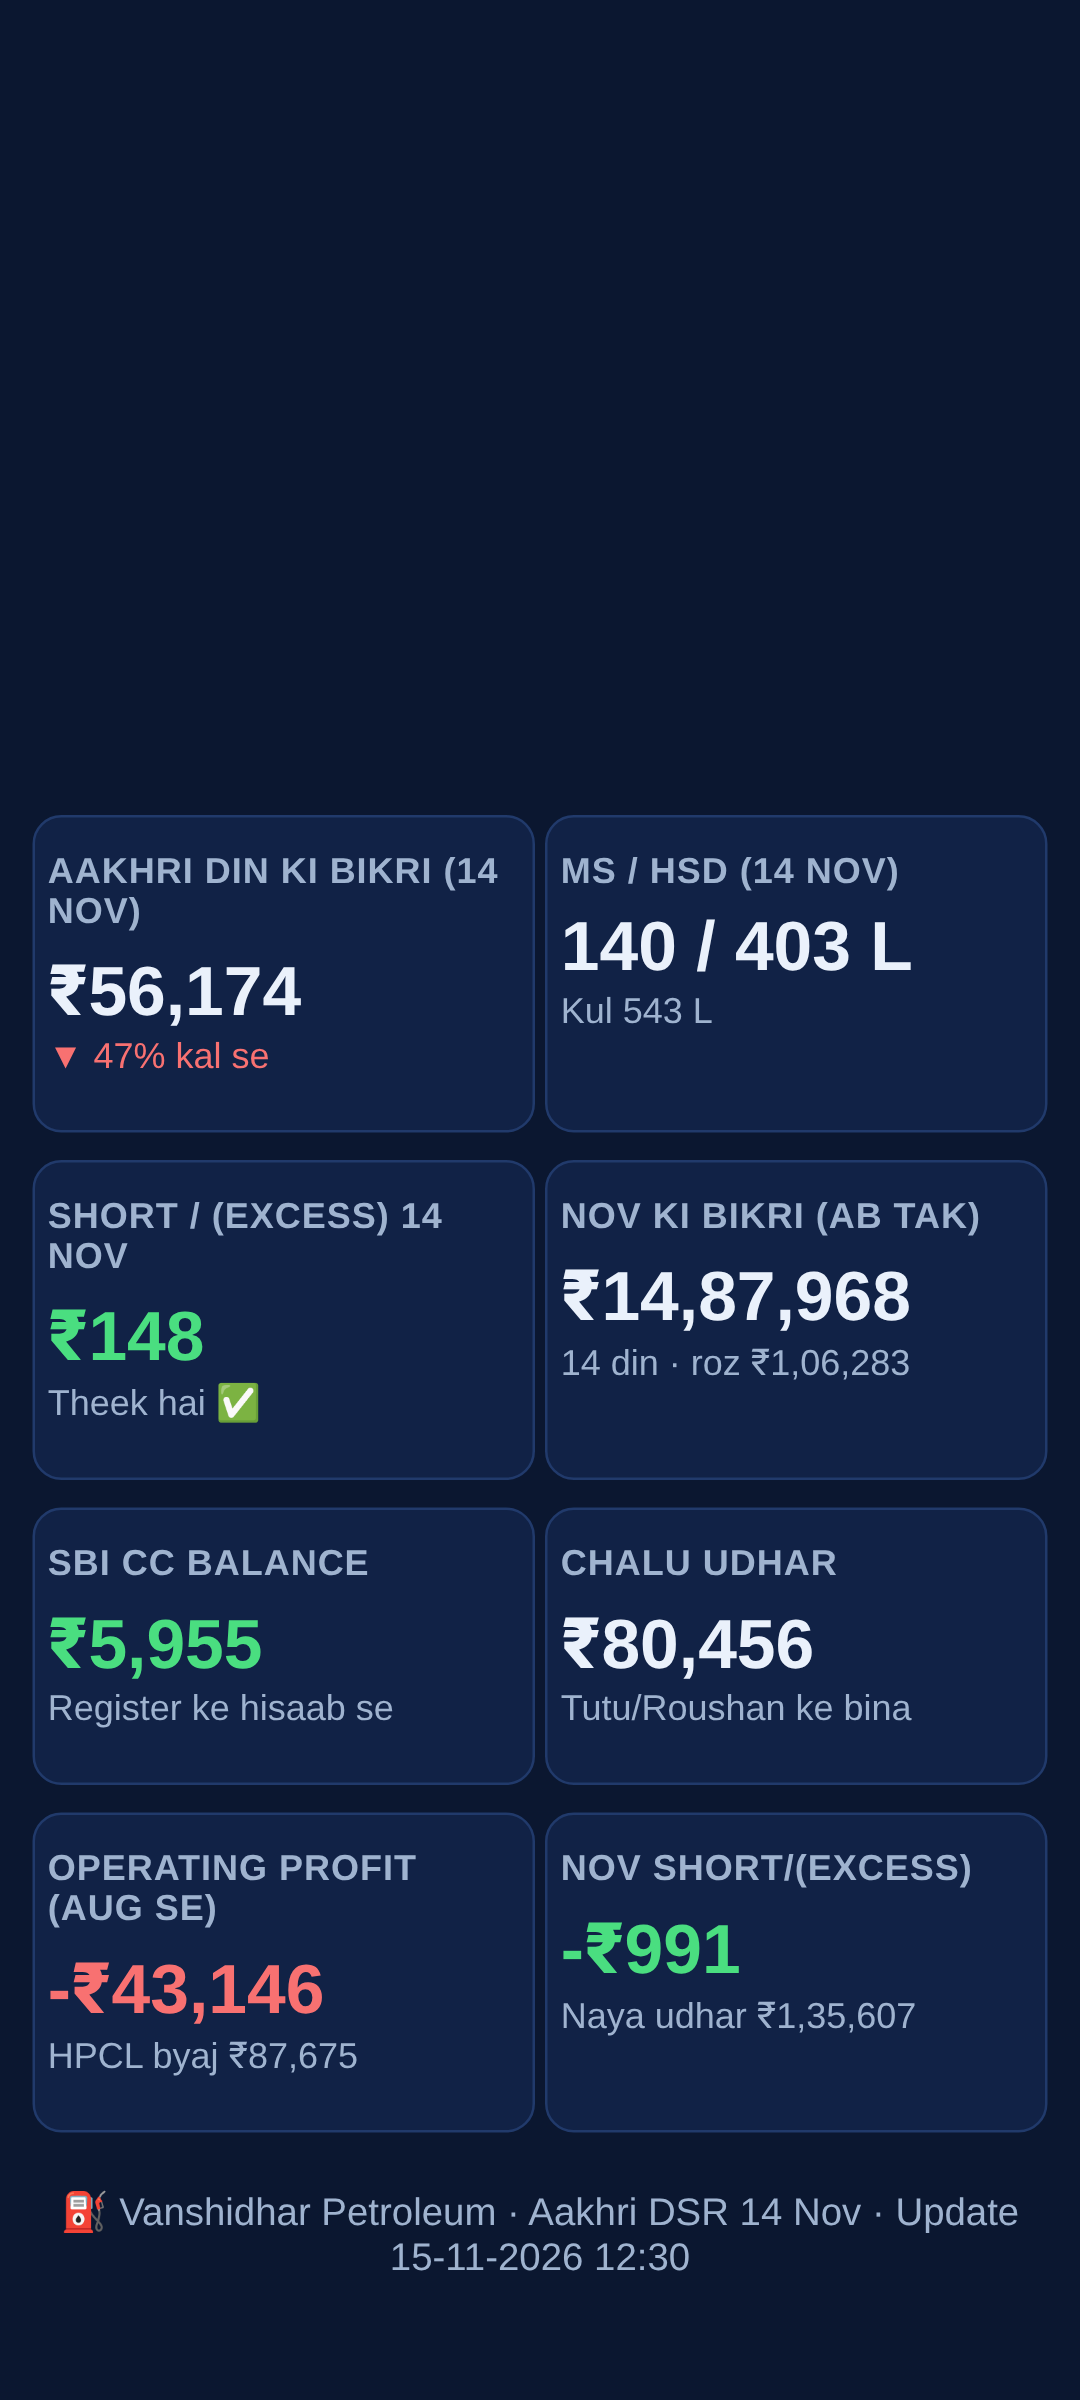 AAKHRI DIN KI BIKRI (14
NOV)
₹56,174
▼ 47% kal se
MS / HSD (14 NOV)
140 / 403 L
Kul 543 L
SHORT / (EXCESS) 14
NOV
₹148
Theek hai ✅
NOV KI BIKRI (AB TAK)
₹14,87,968
14 din · roz ₹1,06,283
SBI CC BALANCE
₹5,955
Register ke hisaab se
CHALU UDHAR
₹80,456
Tutu/Roushan ke bina
OPERATING PROFIT
(AUG SE)
-₹43,146
HPCL byaj ₹87,675
NOV SHORT/(EXCESS)
-₹991
Naya udhar ₹1,35,607
⛽ Vanshidhar Petroleum · Aakhri DSR 14 Nov · Update
15-11-2026 12:30